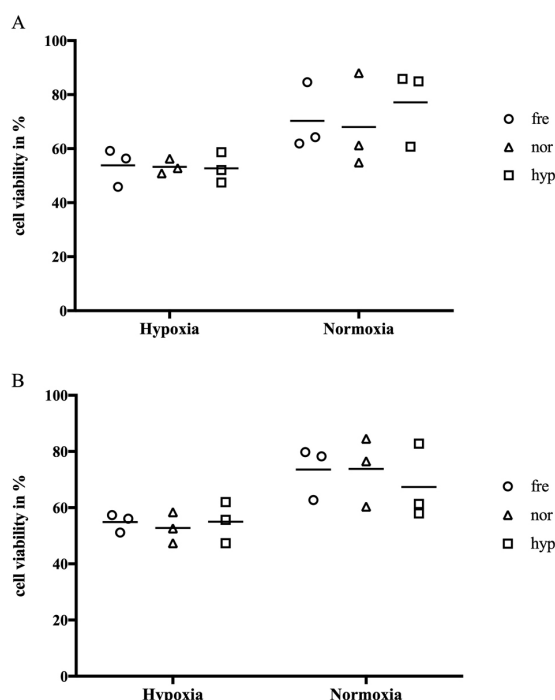 A
100
80
60
40
20
0
cell viability in %
Hypoxia Normoxia
fre
nor
hyp
B
100
80
60
40
20
0
cell viability in %
Hypoxia Normoxia
fre
nor
hyp